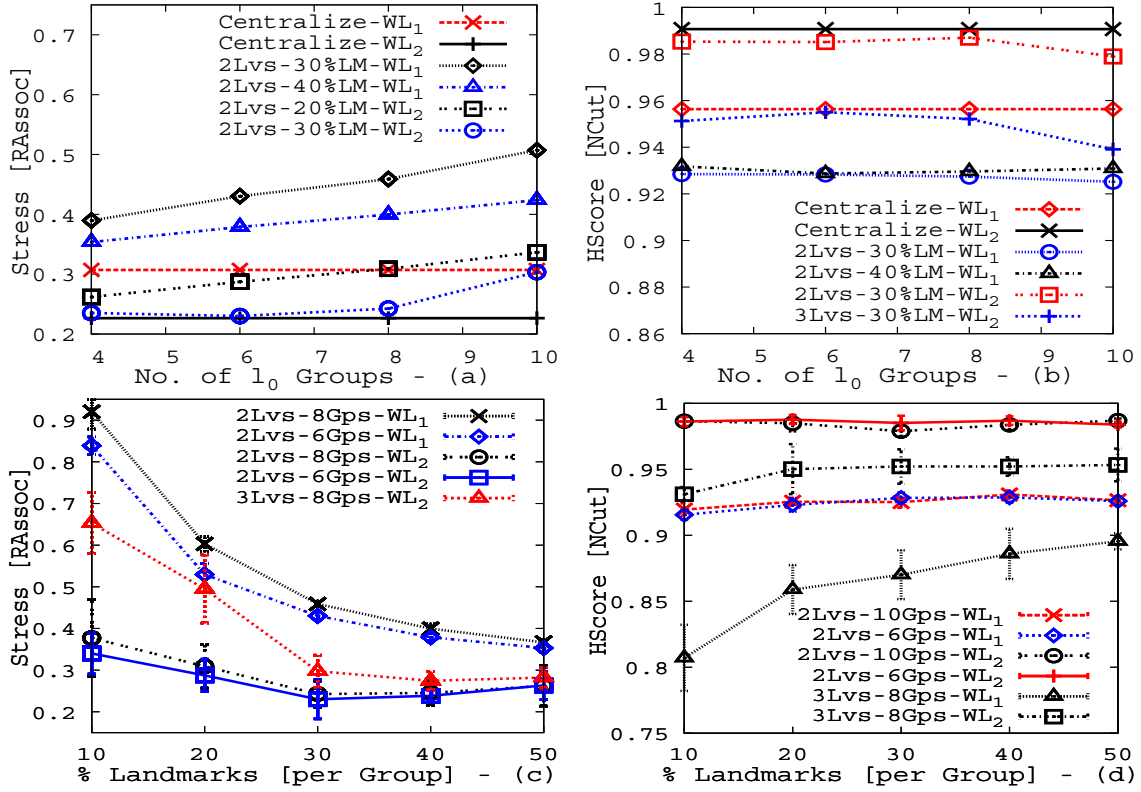 0.7
0.6
0.5
0.4
0.3
0.2
Stress [RAssoc]
Centralize-WL₁
Centralize-WL₂
2Lvs-30%LM-WL₁
2Lvs-40%LM-WL₁
2Lvs-20%LM-WL₂
2Lvs-30%LM-WL₂
4 5 6 7 8 9 10
No. of l₀ Groups - (a)
1
0.98
0.96
0.94
0.92
0.9
0.88
0.86
HScore [NCut]
Centralize-WL₁
Centralize-WL₂
2Lvs-30%LM-WL₁
2Lvs-40%LM-WL₁
2Lvs-30%LM-WL₂
3Lvs-30%LM-WL₂
4 5 6 7 8 9 10
No. of l₀ Groups - (b)
0.9
0.8
0.7
0.6
0.5
0.4
0.3
0.2
Stress [RAssoc]
2Lvs-8Gps-WL₁
2Lvs-6Gps-WL₁
2Lvs-8Gps-WL₂
2Lvs-6Gps-WL₂
3Lvs-8Gps-WL₂
10 20 30 40 50
% Landmarks [per Group] - (c)
1
0.95
0.9
0.85
0.8
0.75
HScore [NCut]
2Lvs-10Gps-WL₁
2Lvs-6Gps-WL₁
2Lvs-10Gps-WL₂
2Lvs-6Gps-WL₂
3Lvs-8Gps-WL₁
3Lvs-8Gps-WL₂
10 20 30 40 50
% Landmarks [per Group] - (d)